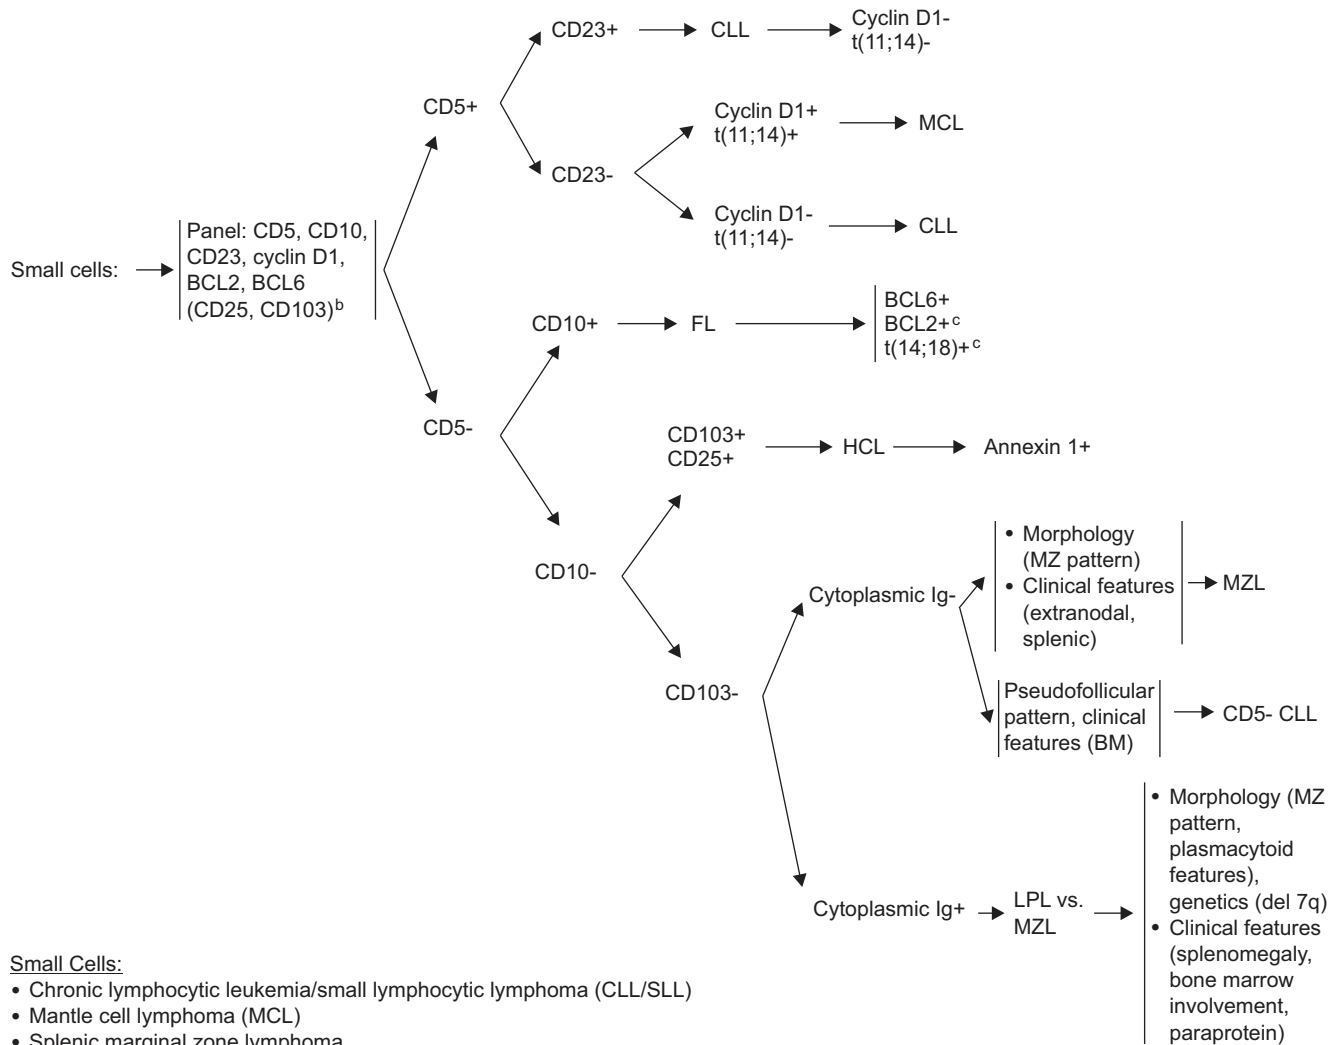 CD23+
CLL
Cyclin D1-
t(11;14)-
CD5+
Cyclin D1+
t(11;14)+
MCL
CD23-
Cyclin D1-
t(11;14)-
CLL
Small cells:
Panel: CD5, CD10,
CD23, cyclin D1,
BCL2, BCL6
(CD25, CD103)b
CD10+
FL
BCL6+
BCL2+c
t(14;18)+c
CD5-
CD103+
CD25+
HCL
Annexin 1+
CD10-
Cytoplasmic Ig-
• Morphology
(MZ pattern)
• Clinical features
(extranodal,
splenic)
MZL
CD103-
Pseudofollicular
pattern, clinical
features (BM)
CD5- CLL
Cytoplasmic Ig+
LPL vs.
MZL
• Morphology (MZ
pattern,
plasmacytoid
features),
genetics (del 7q)
• Clinical features
(splenomegaly,
bone marrow
involvement,
paraprotein)
Small Cells:
• Chronic lymphocytic leukemia/small lymphocytic lymphoma (CLL/SLL)
• Mantle cell lymphoma (MCL)
• Splenic marginal zone lymphoma